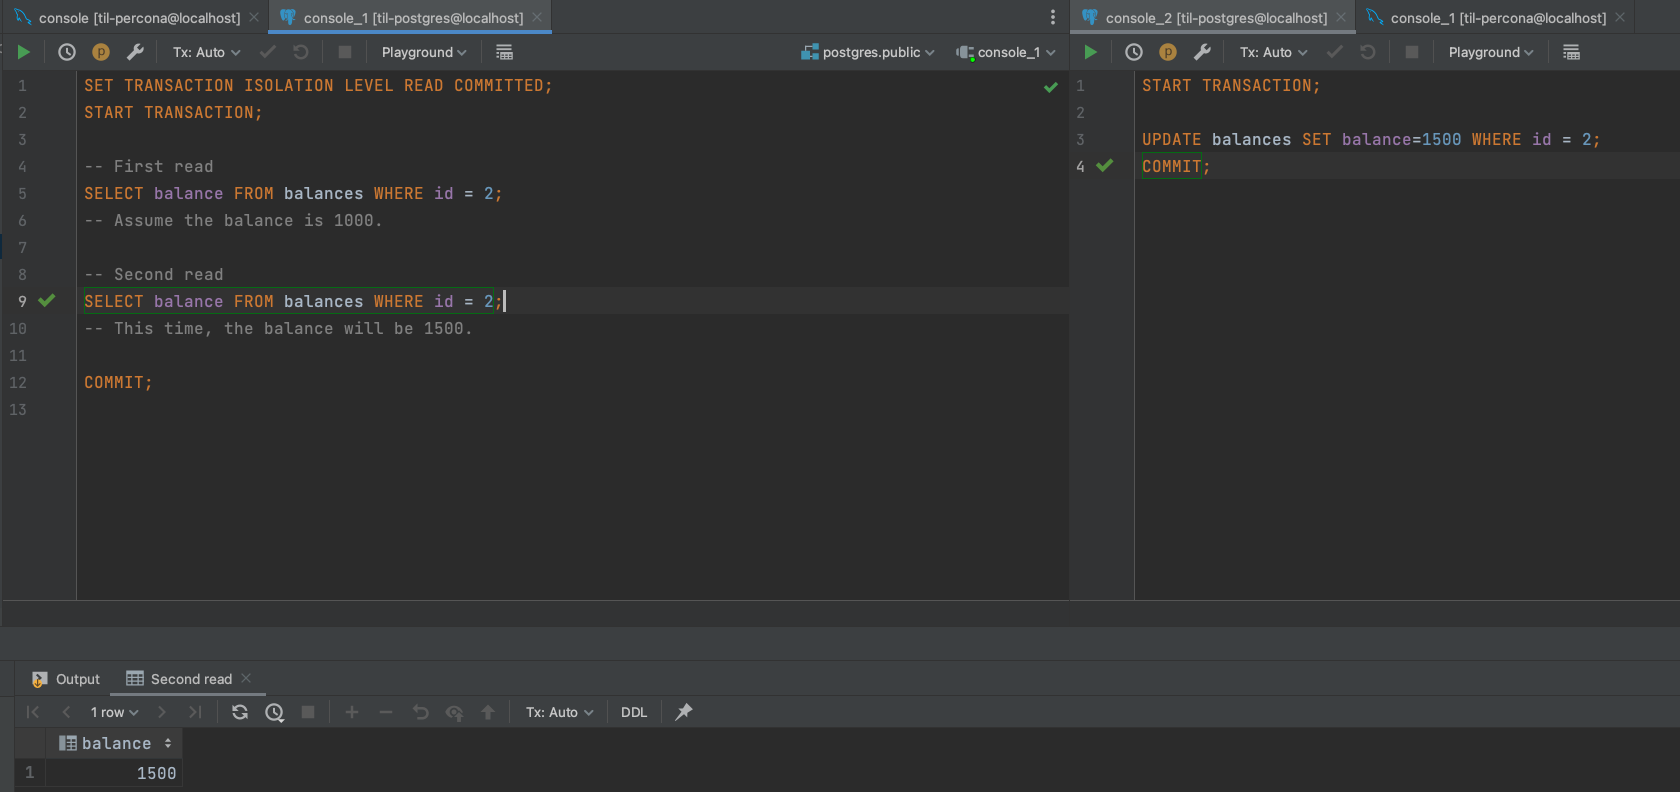 console [til-percona@localhost]
console_1 [til-postgres@localhost]
console_2 [til-postgres@localhost]
console_1 [til-percona@localhost]
p
Tx: Auto
Playground
postgres.public
console_1
p
Tx: Auto
Playground
1 SET TRANSACTION ISOLATION LEVEL READ COMMITTED;
2 START TRANSACTION;
3
4 -- First read
5 SELECT balance FROM balances WHERE id = 2;
6 -- Assume the balance is 1000.
7
8 -- Second read
9 SELECT balance FROM balances WHERE id = 2;
10 -- This time, the balance will be 1500.
11
12 COMMIT;
13
1 START TRANSACTION;
2
3 UPDATE balances SET balance=1500 WHERE id = 2;
4 COMMIT;
Output
Second read
1 row
Tx: Auto
DDL
balance
1 1500